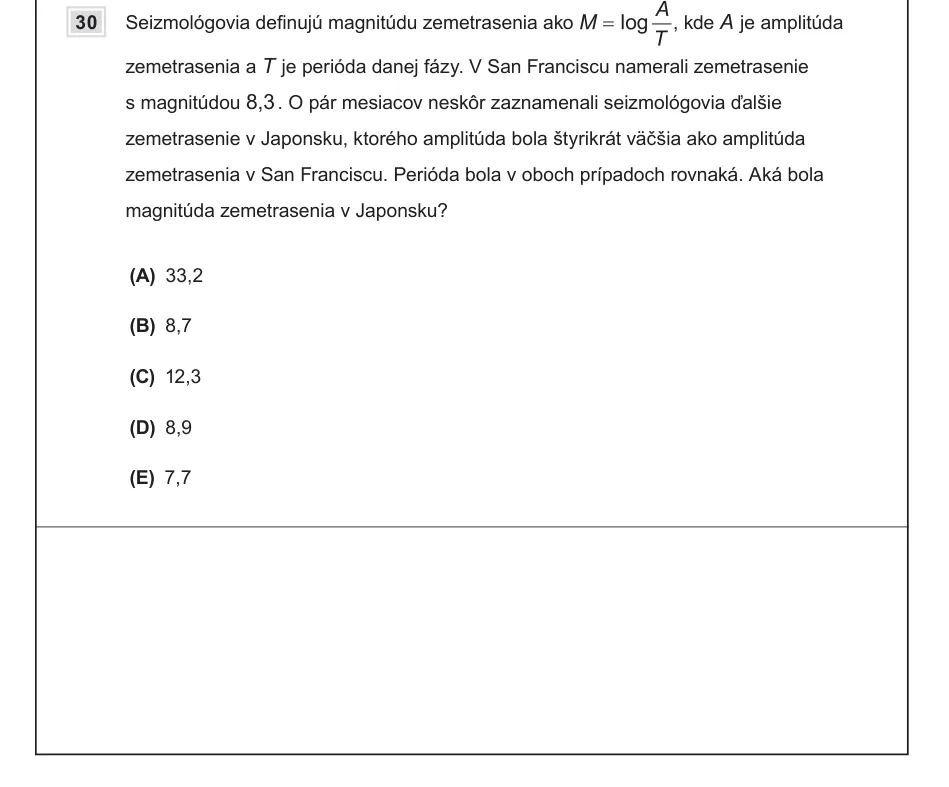 30 Seizmológovia definujú magnitúdu zemetrasenia ako M = log A/T, kde A je amplitúda
zemetrasenia a T je perióda danej fázy. V San Franciscu namerali zemetrasenie
s magnitúdou 8,3. O pár mesiacov neskôr zaznamenali seizmológovia ďalšie
zemetrasenie v Japonsku, ktorého amplitúda bola štyrikrát väčšia ako amplitúda
zemetrasenia v San Franciscu. Perióda bola v oboch prípadoch rovnaká. Aká bola
magnitúda zemetrasenia v Japonsku?
(A) 33,2
(B) 8,7
(C) 12,3
(D) 8,9
(E) 7,7